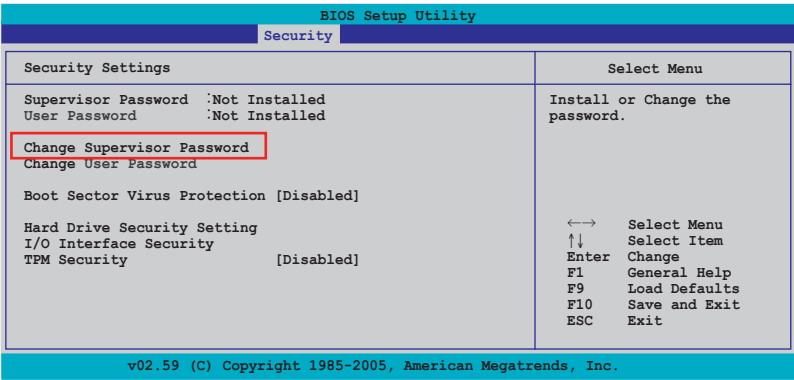 BIOS Setup Utility
Security
Security Settings
Supervisor Password :Not Installed
User Password :Not Installed
Change Supervisor Password
Change User Password
Boot Sector Virus Protection [Disabled]
Hard Drive Security Setting
I/O Interface Security
TPM Security [Disabled]
Select Menu
Install or Change the
password.
←→ Select Menu
↑↓ Select Item
Enter Change
F1 General Help
F9 Load Defaults
F10 Save and Exit
ESC Exit
v02.59 (C) Copyright 1985-2005, American Megatrends, Inc.